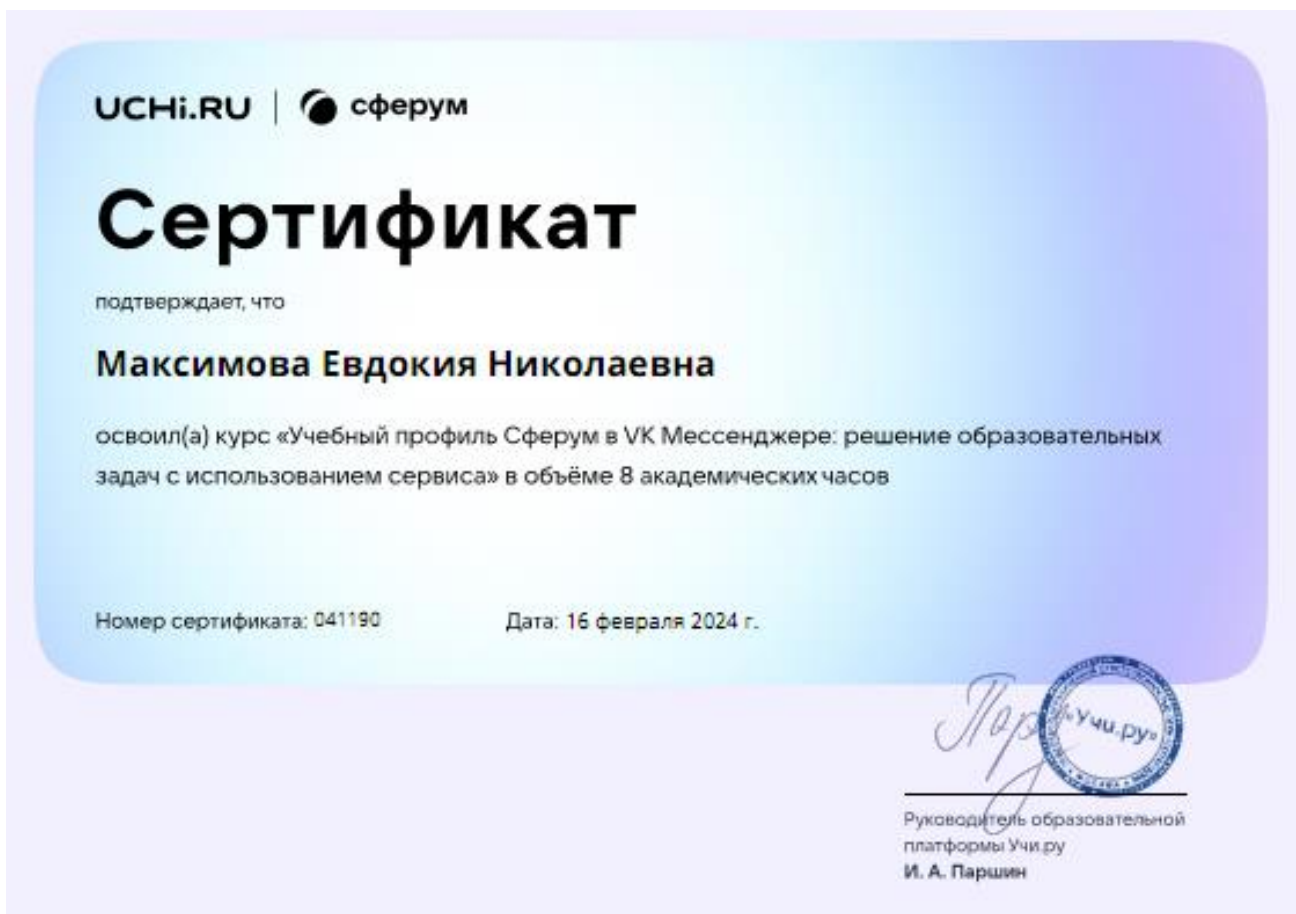 UCHi.RU | сферум
Сертификат
подтверждает, что
Максимова Евдокия Николаевна
освоил(а) курс «Учебный профиль Сферум в VK Мессенджере: решение образовательных
задач с использованием сервиса» в объёме 8 академических часов
Номер сертификата: 041190 Дата: 16 февраля 2024 г.
«Учи.ру»
Руководитель образовательной
платформы Учи.ру
И. А. Паршин